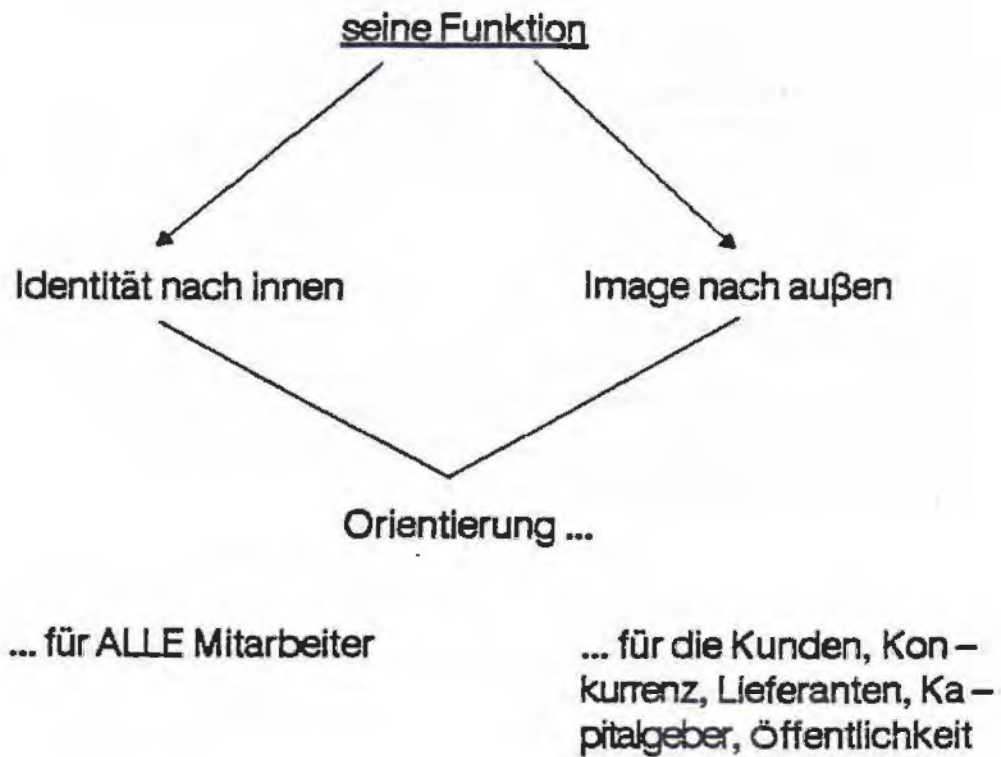 seine Funktion
Identität nach innen
Image nach außen
Orientierung ...
... für ALLE Mitarbeiter
... für die Kunden, Kon–
kurrenz, Lieferanten, Ka–
pitalgeber, Öffentlichkeit